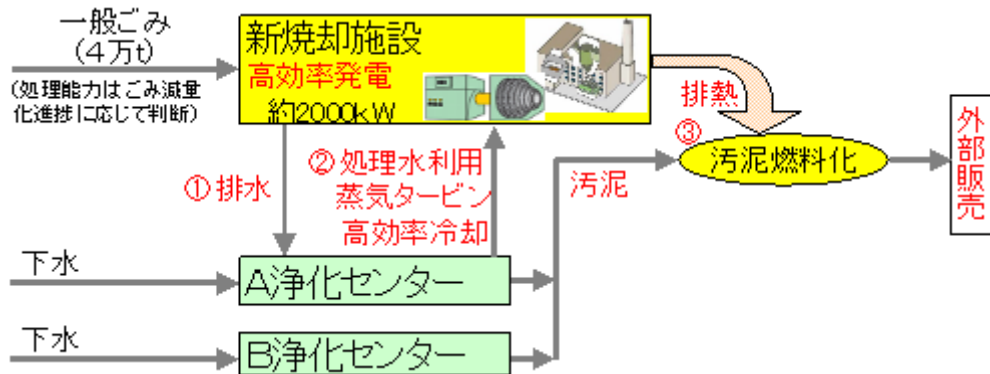 一般ごみ
(4万t)
(処理能力はごみ減量
化進捗に応じて判断)
新焼却施設
高効率発電
約2000kW
排熱
③
汚泥燃料化
外部販売
①排水
②処理水利用
蒸気タービン
高効率冷却
汚泥
下水
A浄化センター
下水
B浄化センター